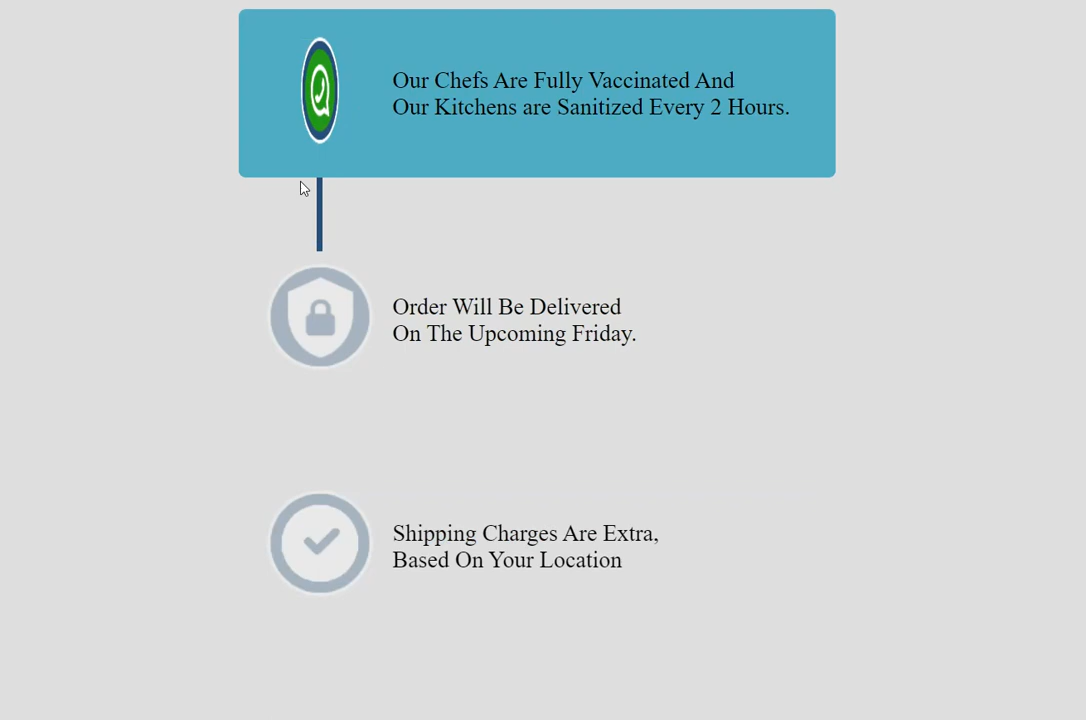 Our Chefs Are Fully Vaccinated And
Our Kitchens are Sanitized Every 2 Hours.
Order Will Be Delivered
On The Upcoming Friday.
Shipping Charges Are Extra,
Based On Your Location